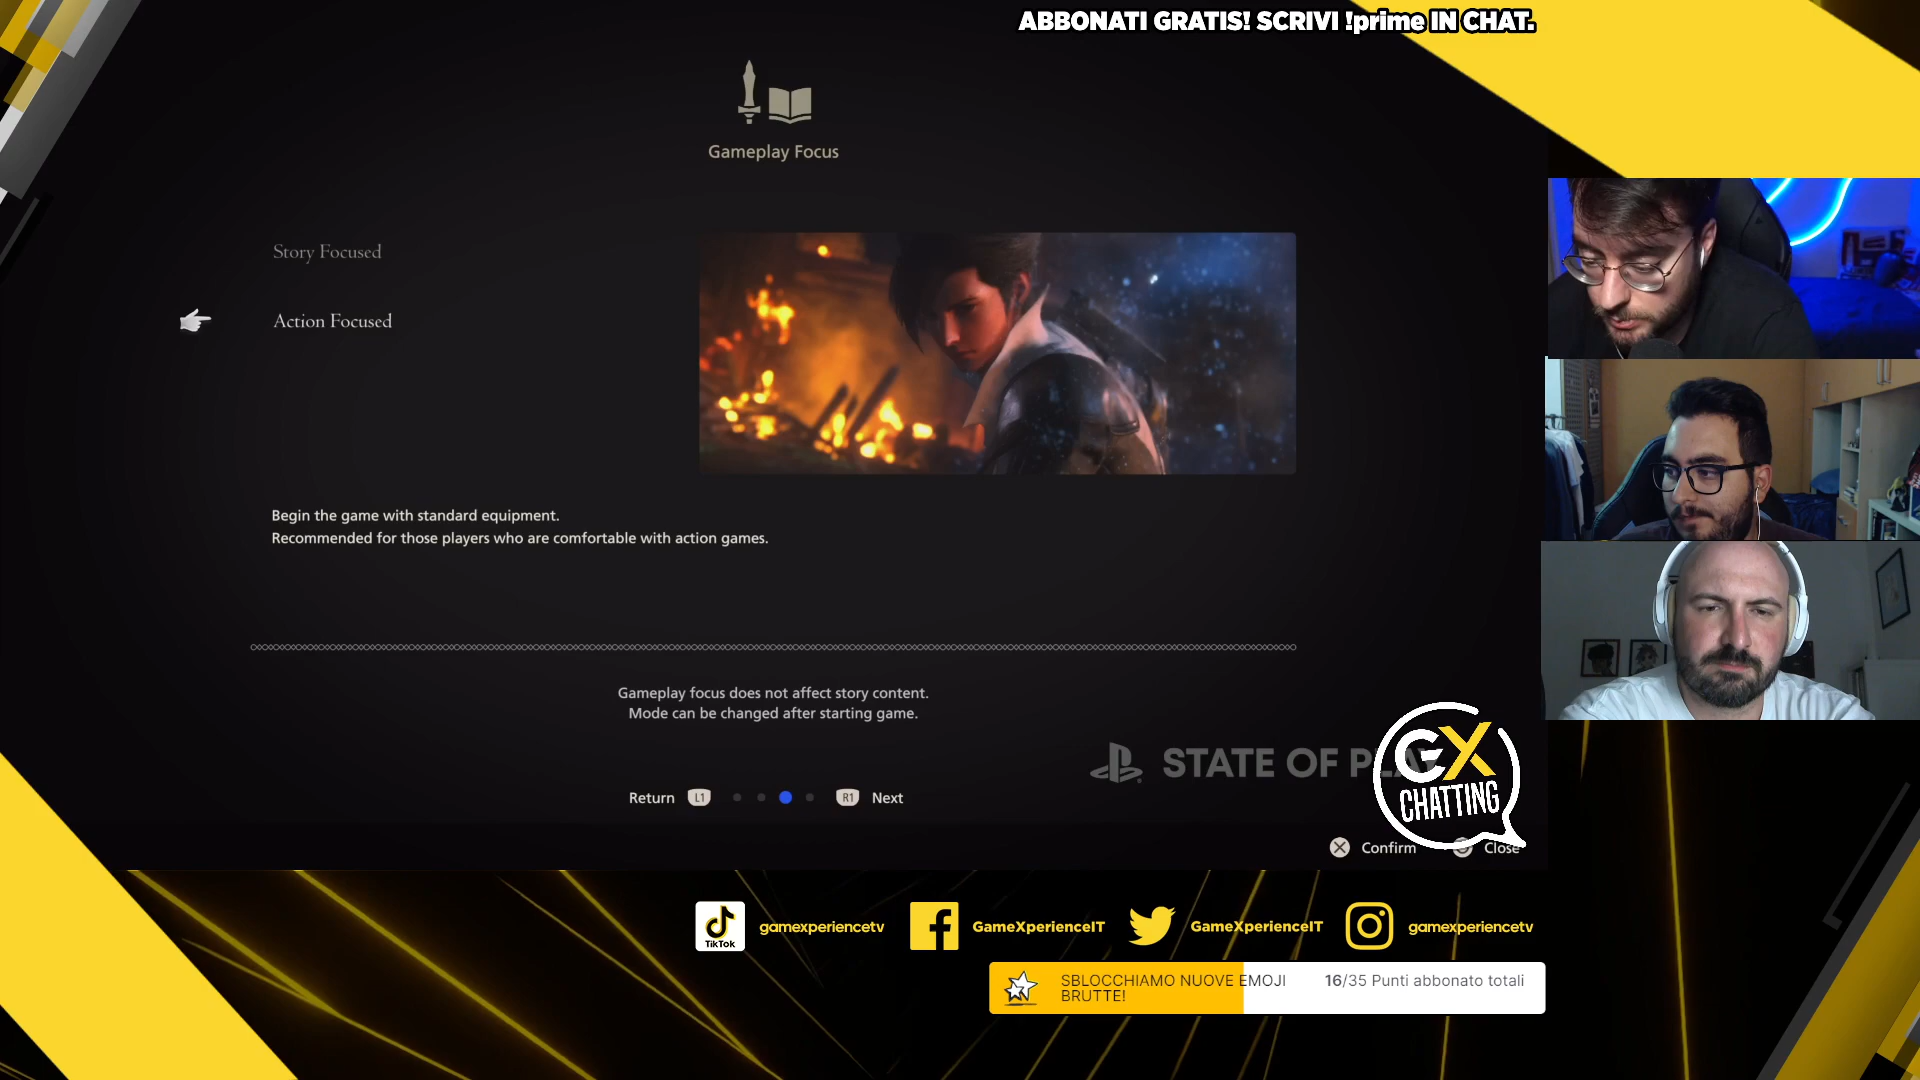 ABBONATI GRATIS! SCRIVI !prime IN CHAT.
Gameplay Focus
Story Focused
Action Focused
Begin the game with standard equipment.
Recommended for those players who are comfortable with action games.
Gameplay focus does not affect story content.
Mode can be changed after starting game.
STATE OF PLAY
GX
CHATTING
Return L1
R1 Next
Confirm
Close
TikTok
gamexperiencetv
GameXperienceIT
GameXperienceIT
gamexperiencetv
SBLOCCHIAMO NUOVE EMOJI
BRUTTE!
16/35 Punti abbonato totali